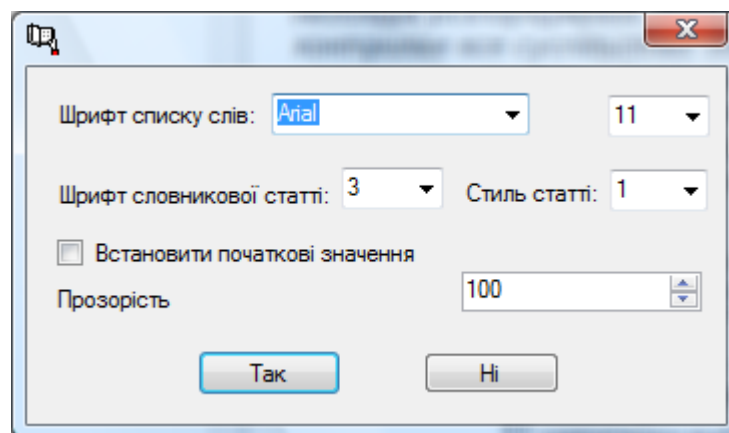 Шрифт списку слів: Arial 11
Шрифт словникової статті: 3 Стиль статті: 1
Встановити початкові значення
Прозорість 100
Так Ні